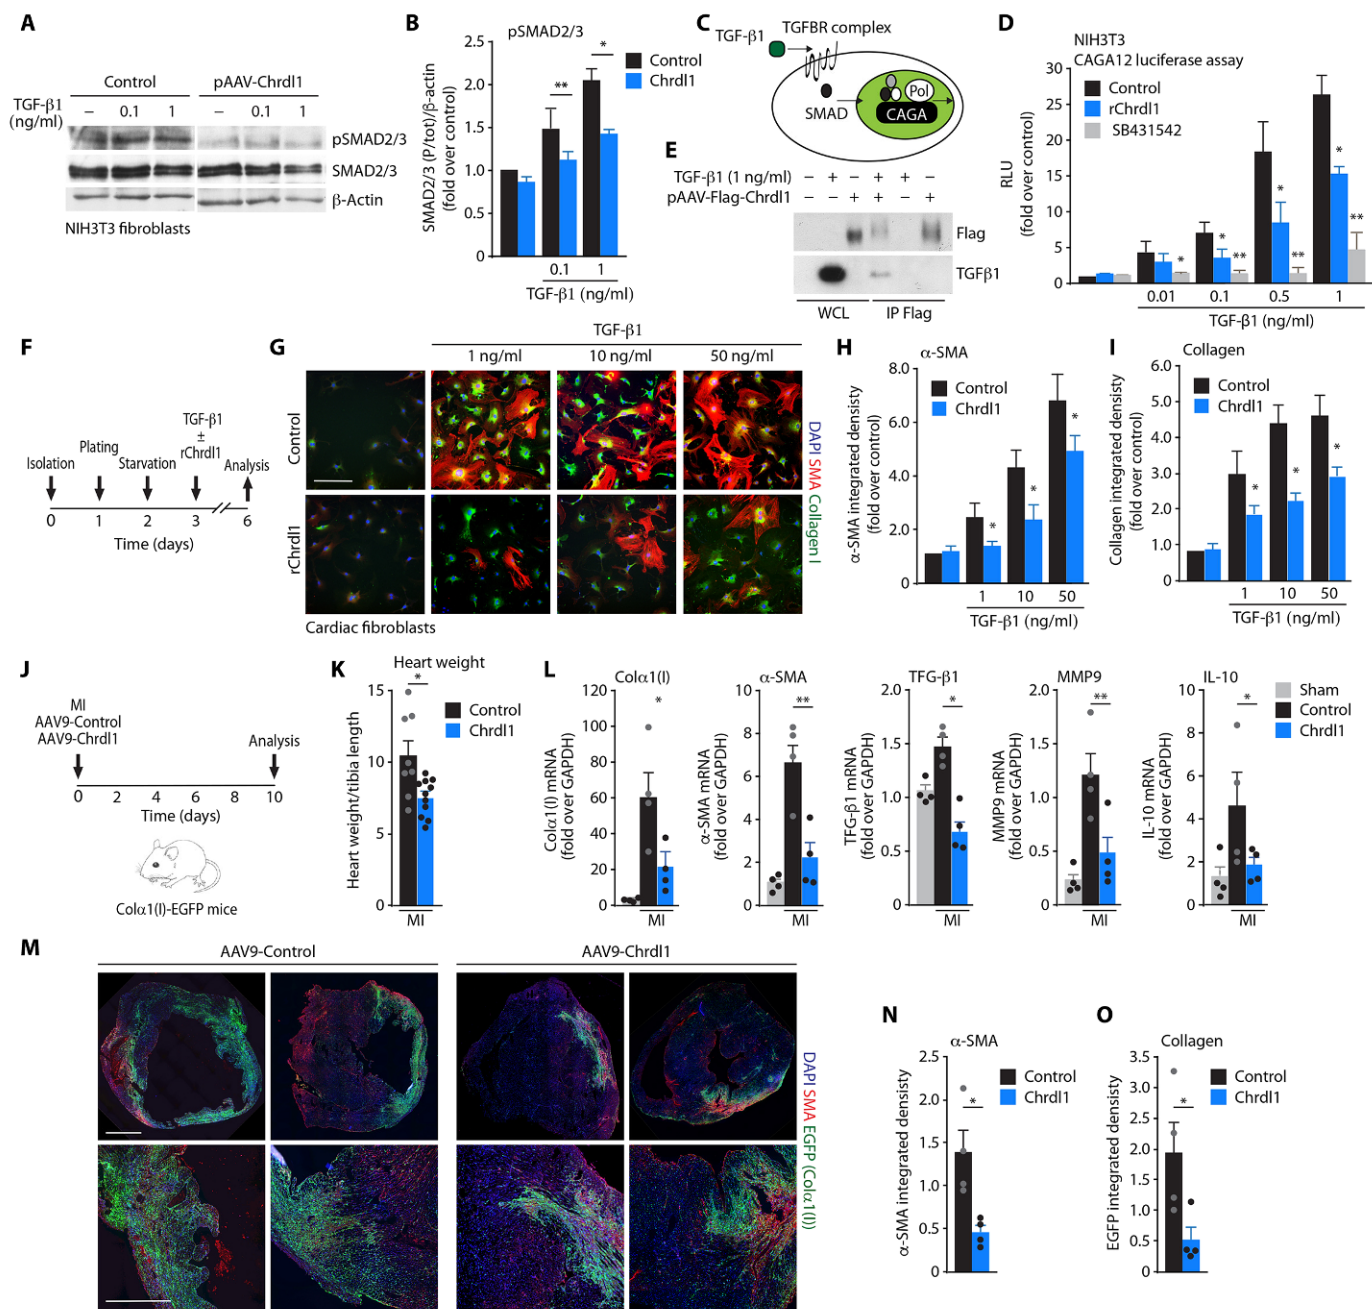 A
Control
pAAV-Chrdl1
TGF-β1
(ng/ml)
–
0.1
1
–
0.1
1
pSMAD2/3
SMAD2/3
β-Actin
NIH3T3 fibroblasts
B
pSMAD2/3
Control
Chrdl1
SMAD2/3 (P/tot)/β-actin
(fold over control)
2.5
2.0
1.5
1.0
0.5
0
**
*
0.1
1
TGF-β1 (ng/ml)
C
TGFBR complex
TGF-β1
SMAD
Pol
CAGA
D
NIH3T3
CAGA12 luciferase assay
Control
rChrdl1
SB431542
RLU
(fold over control)
30
25
20
15
10
5
0
*
*
**
*
**
*
**
0.01
0.1
0.5
1
TGF-β1 (ng/ml)
E
TGF-β1 (1 ng/ml)
– + – + + –
pAAV-Flag-Chrdl1
– – + + – +
Flag
TGFβ1
WCL
IP Flag
F
Isolation
Plating
Starvation
TGF-β1
±
rChrdl1
Analysis
0
1
2
3
6
Time (days)
G
TGF-β1
1 ng/ml
10 ng/ml
50 ng/ml
Control
rChrdl1
DAPI SMA Collagen I
Cardiac fibroblasts
H
α-SMA
Control
Chrdl1
α-SMA integrated densisty
(fold over control)
8.0
6.0
4.0
2.0
0
*
*
*
1
10
50
TGF-β1 (ng/ml)
I
Collagen
Control
Chrdl1
Collagen integrated density
(fold over control)
6.0
5.0
4.0
3.0
2.0
1.0
0
*
*
*
1
10
50
TGF-β1 (ng/ml)
J
MI
AAV9-Control
AAV9-Chrdl1
Analysis
0
2
4
6
8
10
Time (days)
Colα1(I)-EGFP mice
K
Heart weight
Control
Chrdl1
Heart weight/tibia length
15
10
5
0
*
MI
L
Colα1(I)
Colα1(I) mRNA
(fold over GAPDH)
120
100
80
60
40
20
0
*
MI
α-SMA
α-SMA mRNA
(fold over GAPDH)
10
8
6
4
2
0
**
MI
TFG-β1
TFG-β1 mRNA
(fold over GAPDH)
2.0
1.5
1.0
0.5
0
*
MI
MMP9
MMP9 mRNA
(fold over GAPDH)
2.0
1.5
1.0
0.5
0
**
MI
IL-10
IL-10 mRNA
(fold over GAPDH)
10
8
6
4
2
0
*
MI
Sham
Control
Chrdl1
M
AAV9-Control
AAV9-Chrdl1
DAPI SMA EGFP (Colα1(I))
N
α-SMA
Control
Chrdl1
α-SMA integrated densisty
2.5
2.0
1.5
1.0
0.5
0
*
O
Collagen
Control
Chrdl1
EGFP integrated density
3.5
3.0
2.5
2.0
1.5
1.0
0.5
0
*